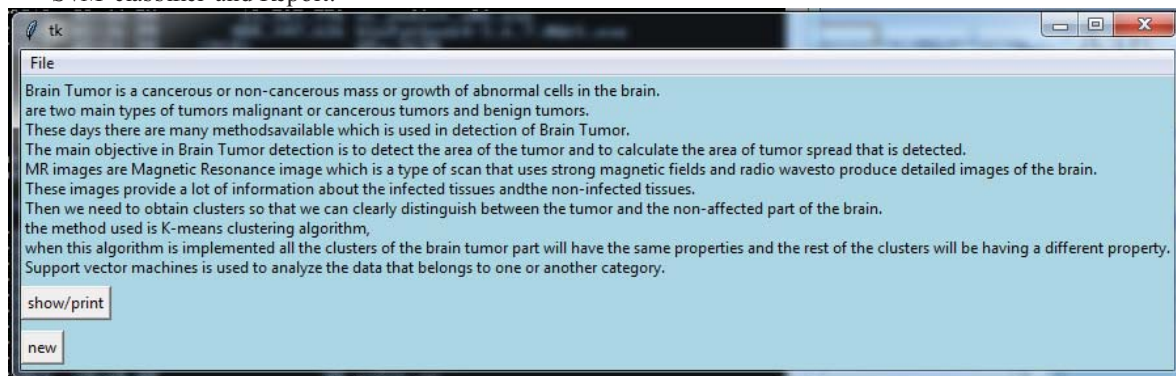 SVM classifier and Report.
tk
File
Brain Tumor is a cancerous or non-cancerous mass or growth of abnormal cells in the brain.
are two main types of tumors malignant or cancerous tumors and benign tumors.
These days there are many methodsavailable which is used in detection of Brain Tumor.
The main objective in Brain Tumor detection is to detect the area of the tumor and to calculate the area of tumor spread that is detected.
MR images are Magnetic Resonance image which is a type of scan that uses strong magnetic fields and radio wavesto produce detailed images of the brain.
These images provide a lot of information about the infected tissues andthe non-infected tissues.
Then we need to obtain clusters so that we can clearly distinguish between the tumor and the non-affected part of the brain.
the method used is K-means clustering algorithm,
when this algorithm is implemented all the clusters of the brain tumor part will have the same properties and the rest of the clusters will be having a different property.
Support vector machines is used to analyze the data that belongs to one or another category.
show/print
new